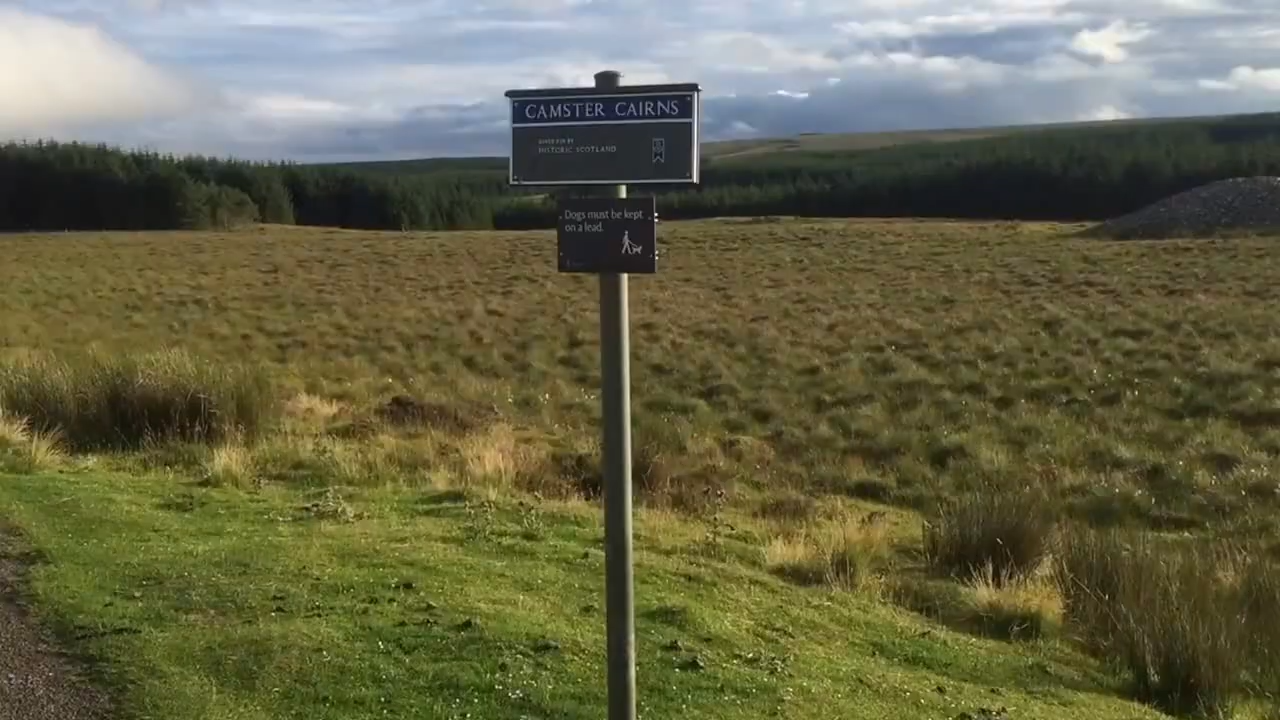 CAMSTER CAIRNS
HISTORIC SCOTLAND
Dogs must be kept
on a lead.